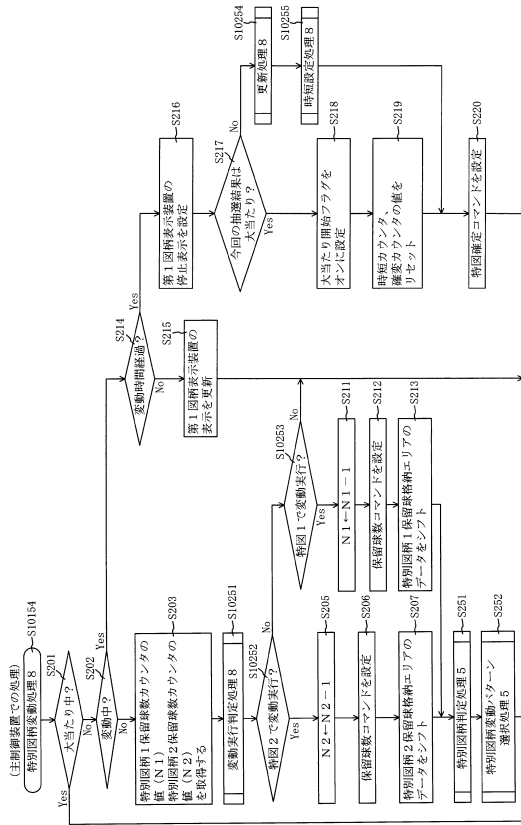 (主制御装置での処理)
特別図柄変動処理8
S10154
S201
大当たり中?
Yes
No
S202
変動中?
Yes
No
S203
特別図柄1保留球数カウンタの
値(N1)
特別図柄2保留球数カウンタの
値(N2)
を取得する
S10251
変動実行判定処理8
S10252
特図2で変動実行?
No
Yes
S205
N2←N2-1
S206
保留球数コマンドを設定
S207
特別図柄2保留球格納エリアの
データをシフト
S251
特別図柄判定処理5
S252
特別図柄変動パターン
選択処理5
S10253
特図1で変動実行?
No
Yes
S211
N1←N1-1
S212
保留球数コマンドを設定
S213
特別図柄1保留球格納エリアの
データをシフト
S214
変動時間経過?
Yes
No
S215
第1図柄表示装置の
表示を更新
S216
第1図柄表示装置の
停止表示を設定
S217
今回の抽選結果は
大当たり?
No
Yes
S218
大当たり開始フラグを
オンに設定
S219
時短カウンタ、
確変カウンタの値を
リセット
S10254
更新処理8
S10255
時短設定処理8
S220
特図確定コマンドを設定